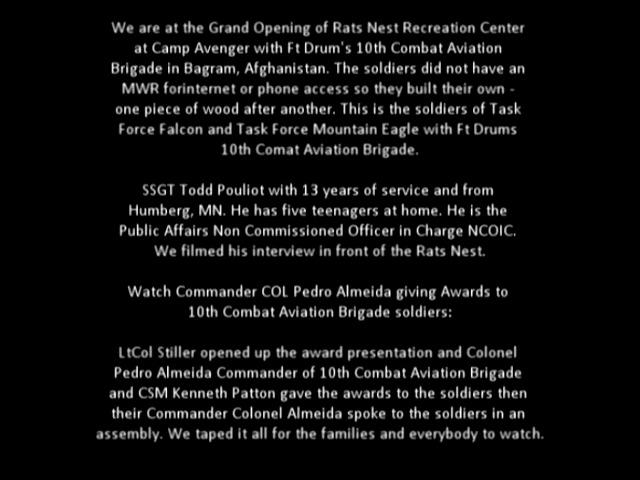 We are at the Grand Opening of Rats Nest Recreation Center
at Camp Avenger with Ft Drum's 10th Combat Aviation
Brigade in Bagram, Afghanistan. The soldiers did not have an
MWR forinternet or phone access so they built their own -
one piece of wood after another. This is the soldiers of Task
Force Falcon and Task Force Mountain Eagle with Ft Drums
10th Comat Aviation Brigade.
SSGT Todd Pouliot with 13 years of service and from
Humberg, MN. He has five teenagers at home. He is the
Public Affairs Non Commissioned Officer in Charge NCOIC.
We filmed his interview in front of the Rats Nest.
Watch Commander COL Pedro Almeida giving Awards to
10th Combat Aviation Brigade soldiers:
LtCol Stiller opened up the award presentation and Colonel
Pedro Almeida Commander of 10th Combat Aviation Brigade
and CSM Kenneth Patton gave the awards to the soldiers then
their Commander Colonel Almeida spoke to the soldiers in an
assembly. We taped it all for the families and everybody to watch.